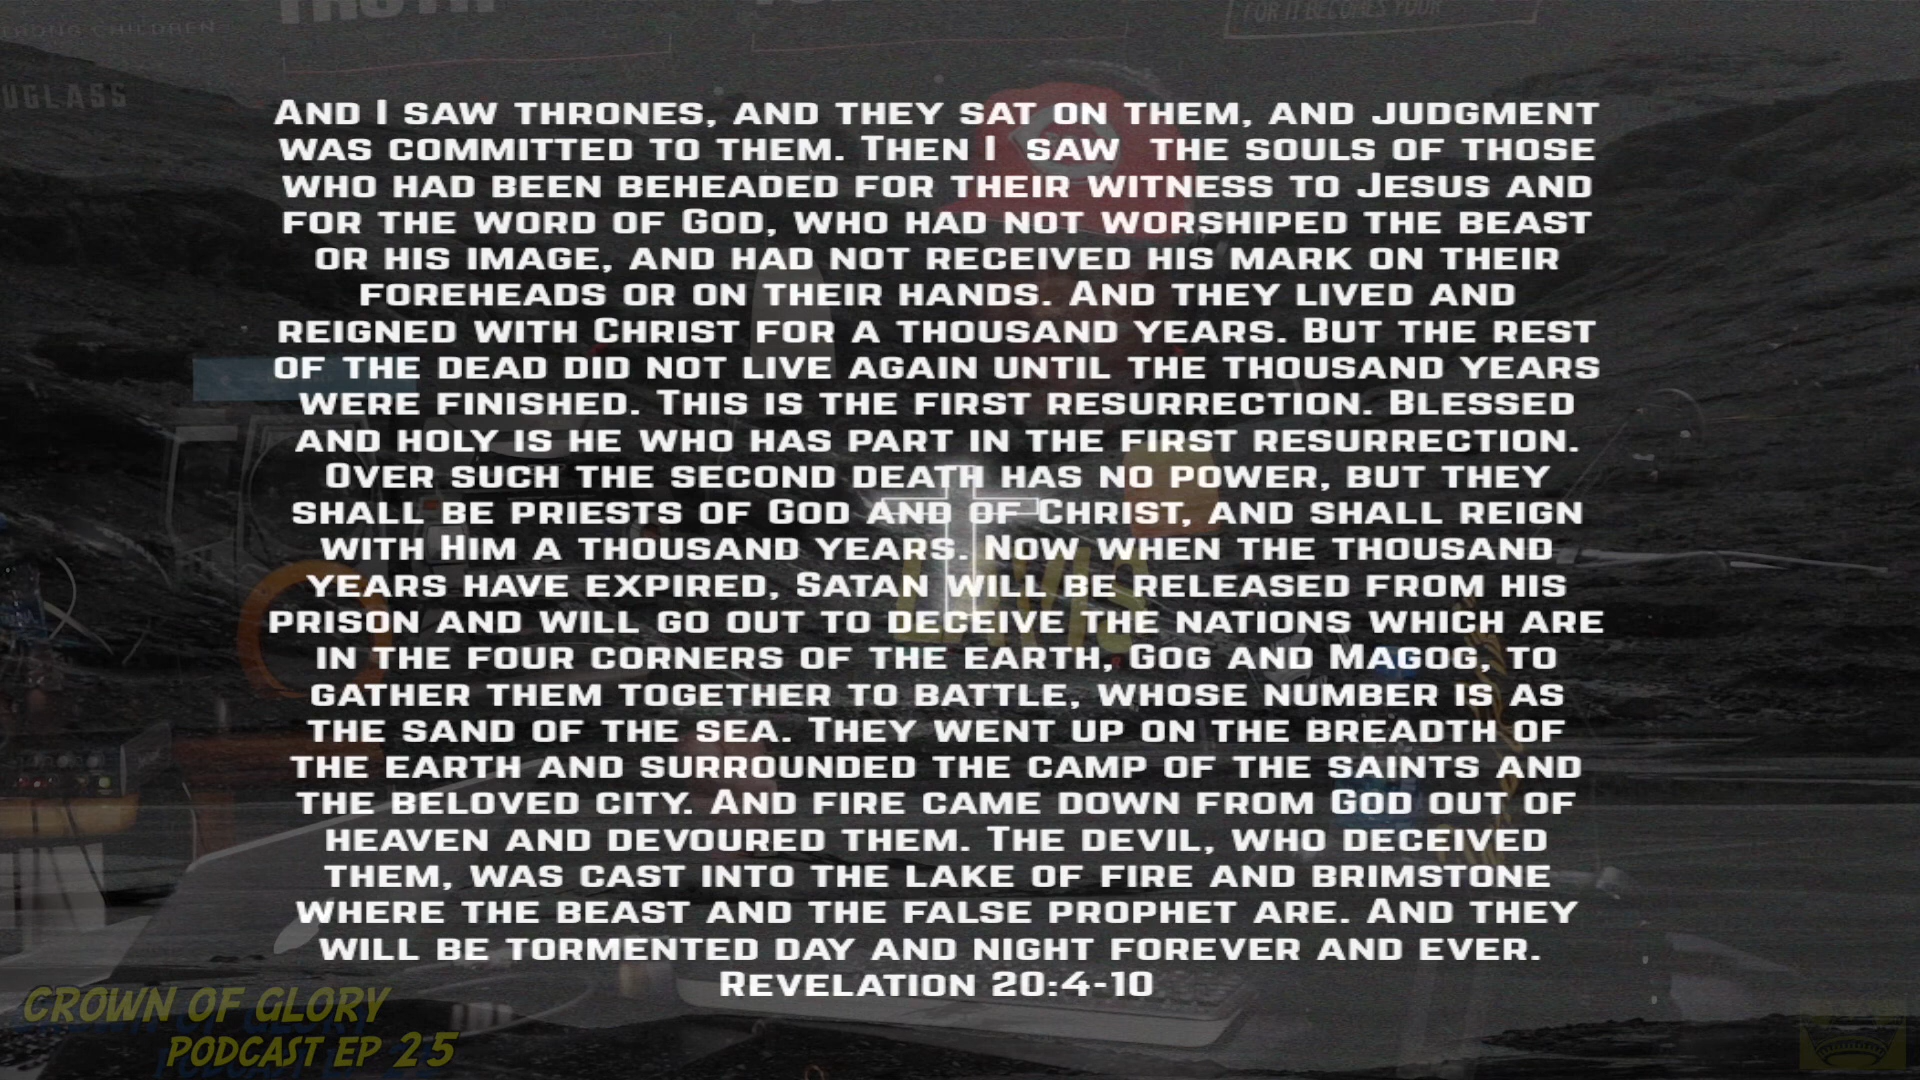 TRUTH
FOR IT BECOMES YOUR
STRONG CHILDREN
UGLASS
And I saw thrones, and they sat on them, and judgment
was committed to them. Then I saw the souls of those
who had been beheaded for their witness to Jesus and
for the word of God, who had not worshiped the beast
or his image, and had not received his mark on their
foreheads or on their hands. And they lived and
reigned with Christ for a thousand years. But the rest
of the dead did not live again until the thousand years
were finished. This is the first resurrection. Blessed
and holy is he who has part in the first resurrection.
Over such the second death has no power, but they
shall be priests of God and of Christ, and shall reign
with Him a thousand years. Now when the thousand
years have expired, Satan will be released from his
prison and will go out to deceive the nations which are
in the four corners of the earth, Gog and Magog, to
gather them together to battle, whose number is as
the sand of the sea. They went up on the breadth of
the earth and surrounded the camp of the saints and
the beloved city. And fire came down from God out of
heaven and devoured them. The devil, who deceived
them, was cast into the lake of fire and brimstone
where the beast and the false prophet are. And they
will be tormented day and night forever and ever.
Revelation 20:4-10
CROWN OF GLORY
PODCAST EP 25